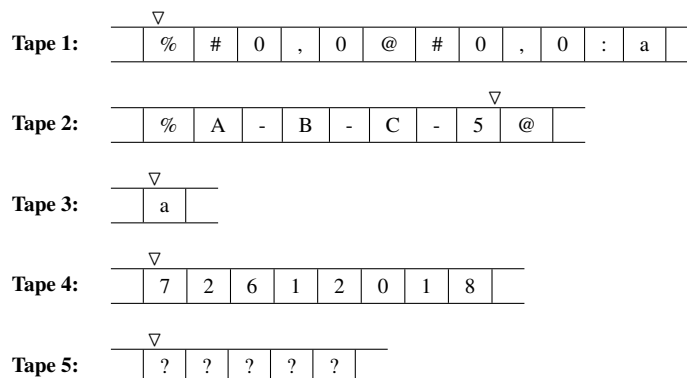 Tape 1: % # 0 , 0 @ # 0 , 0 : a
Tape 2: % A - B - C - 5 @
Tape 3: a
Tape 4: 7 2 6 1 2 0 1 8
Tape 5: ? ? ? ? ?